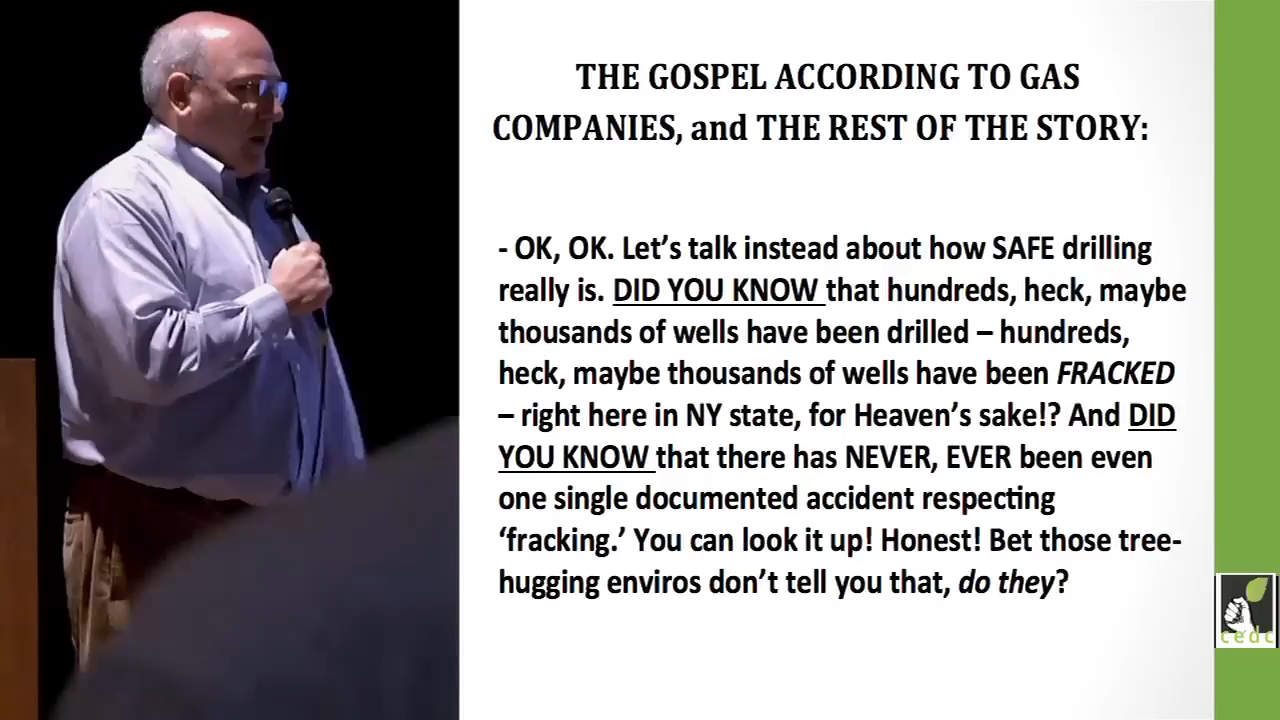 THE GOSPEL ACCORDING TO GAS
COMPANIES, and THE REST OF THE STORY:
- OK, OK. Let’s talk instead about how SAFE drilling
really is. DID YOU KNOW that hundreds, heck, maybe
thousands of wells have been drilled – hundreds,
heck, maybe thousands of wells have been FRACKED
– right here in NY state, for Heaven’s sake!? And DID
YOU KNOW that there has NEVER, EVER been even
one single documented accident respecting
‘fracking.’ You can look it up! Honest! Bet those tree-
hugging enviros don’t tell you that, do they?
cedc